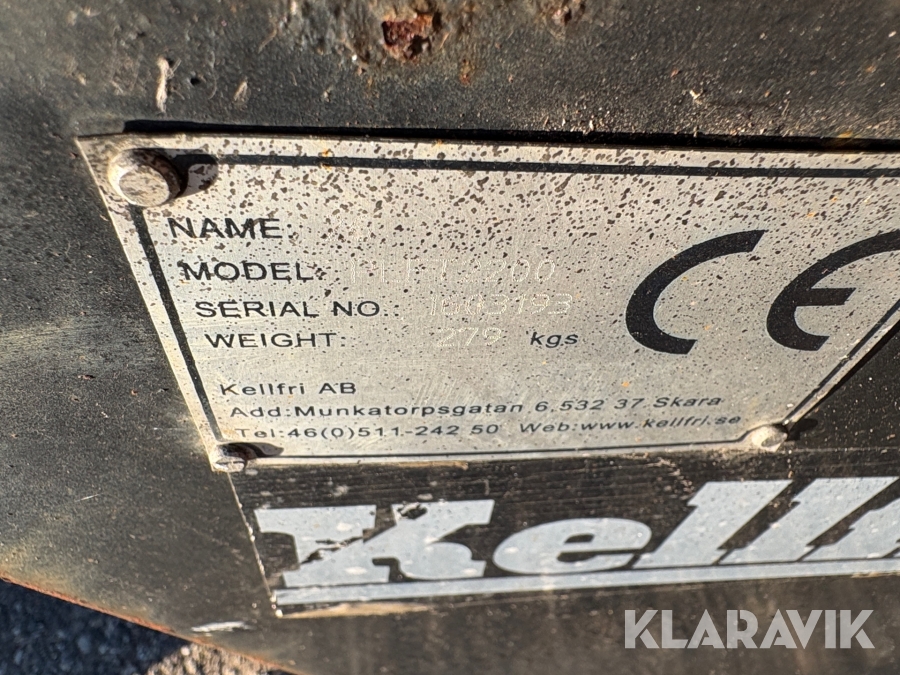 NAME:
MODEL:
SERIAL NO.:
WEIGHT: 279 kgs
CE
Kellfri AB
Add:Munkatorpsgatan 6,532 37 Skara
Tel:46(0)511-242 50 Web:www.kellfri.se
KLARAVIK